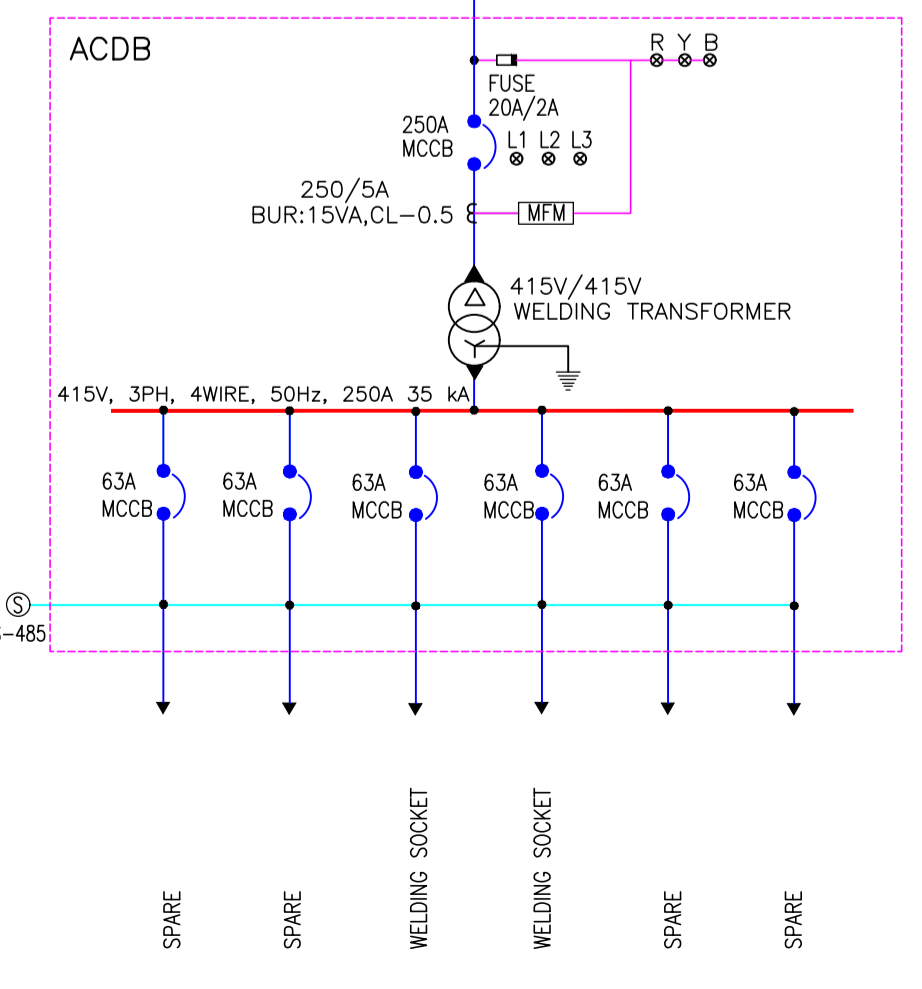 ACDB
R Y B
FUSE
20A/2A
250A
MCCB
L1 L2 L3
250/5A
BUR:15VA,CL-0.5
MFM
415V/415V
WELDING TRANSFORMER
415V, 3PH, 4WIRE, 50Hz, 250A 35 kA
63A
MCCB
63A
MCCB
63A
MCCB
63A
MCCB
63A
MCCB
63A
MCCB
S
-485
SPARE
SPARE
WELDING SOCKET
WELDING SOCKET
SPARE
SPARE